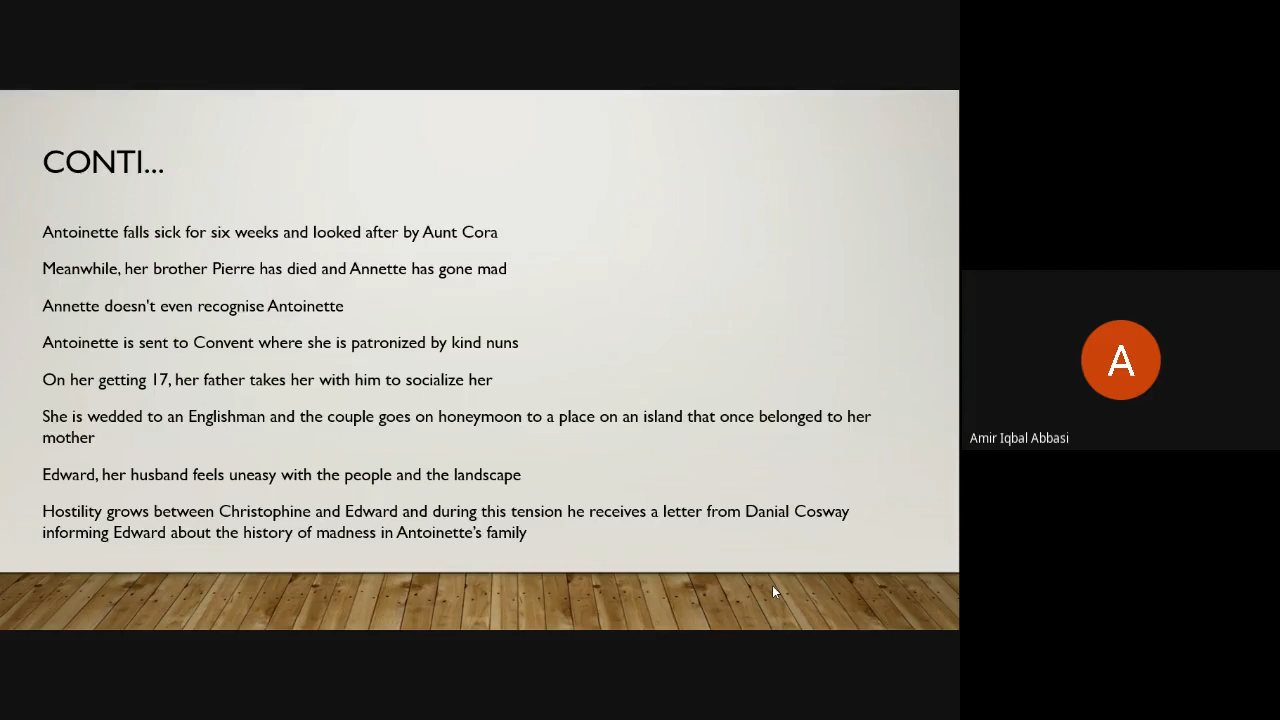 CONTI...
Antoinette falls sick for six weeks and looked after by Aunt Cora
Meanwhile, her brother Pierre has died and Annette has gone mad
Annette doesn't even recognise Antoinette
Antoinette is sent to Convent where she is patronized by kind nuns
On her getting 17, her father takes her with him to socialize her
She is wedded to an Englishman and the couple goes on honeymoon to a place on an island that once belonged to her
mother
Edward, her husband feels uneasy with the people and the landscape
Hostility grows between Christophine and Edward and during this tension he receives a letter from Danial Cosway
informing Edward about the history of madness in Antoinette's family
A
Amir Iqbal Abbasi